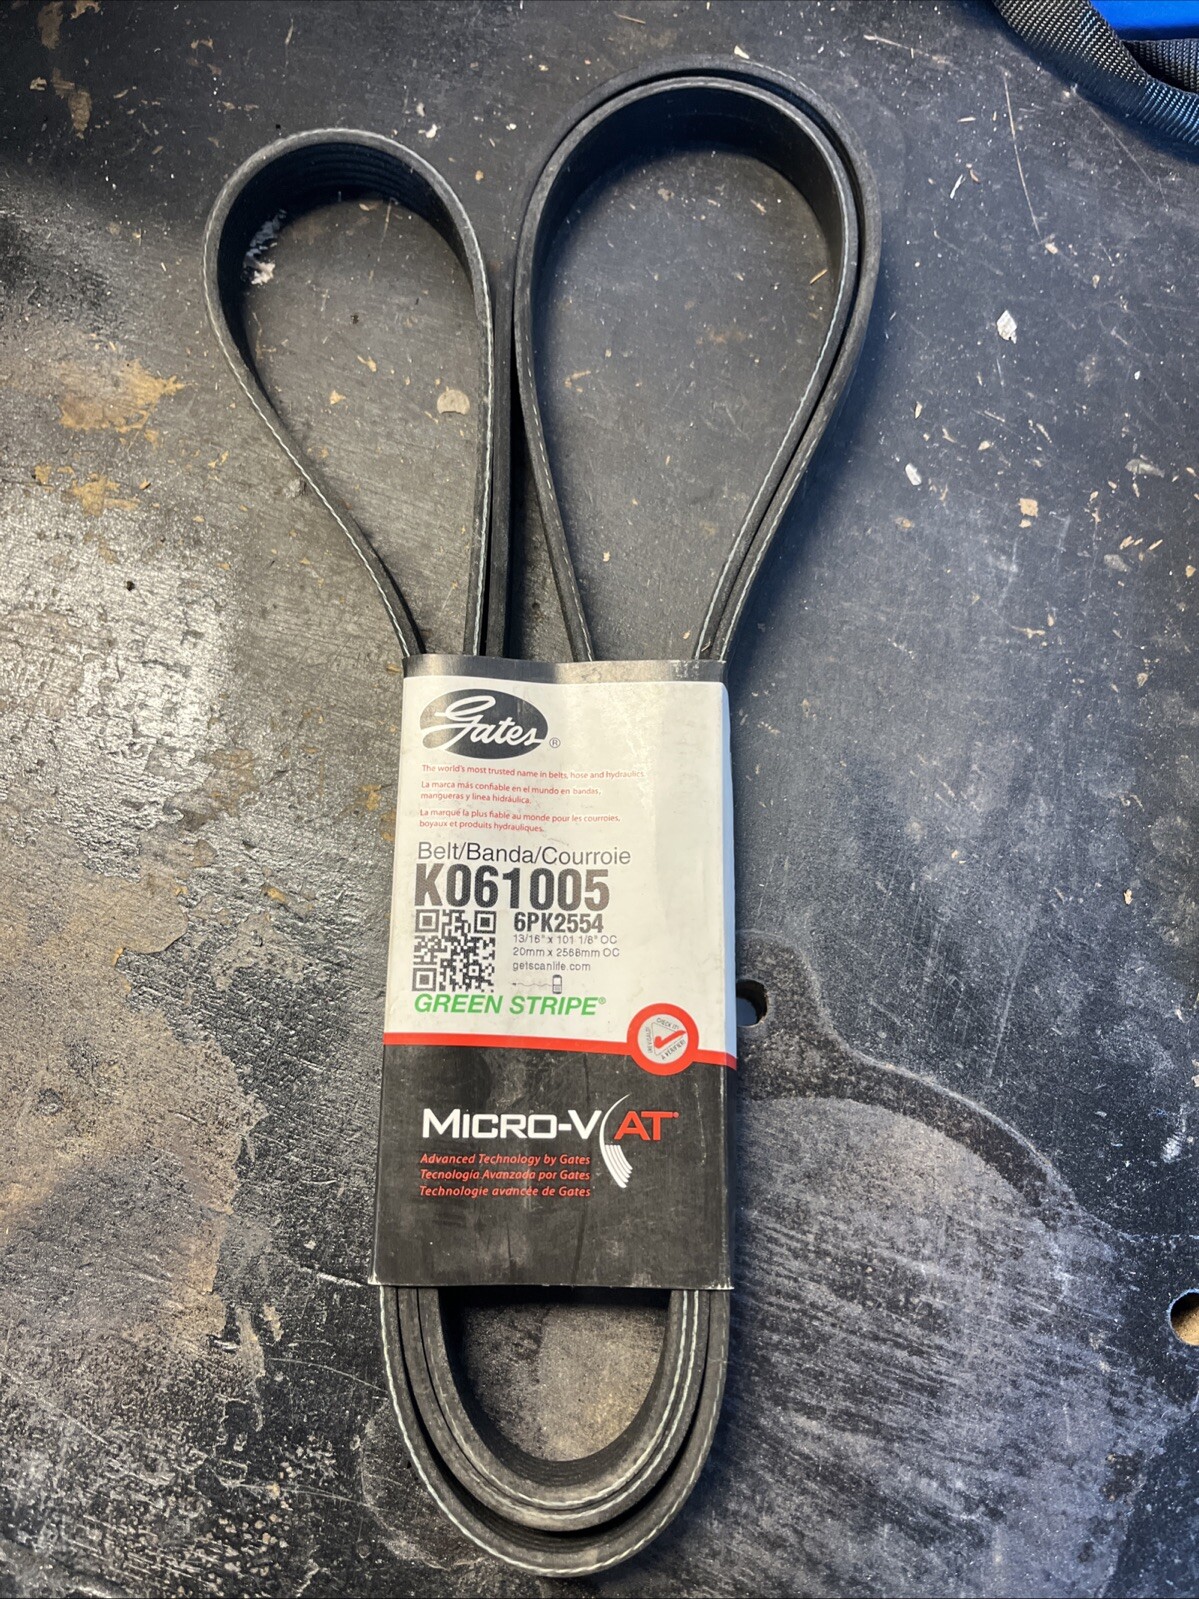 Gates®
The world's most trusted name in belts, hose and hydraulics.
La marca más confiable en el mundo en bandas,
mangueras y línea hidráulica.
La marque la plus fiable au monde pour les courroies,
boyaux et produits hydrauliques.
Belt/Banda/Courroie
K061005
6PK2554
13/16" x 101 1/8" OC
20mm x 2568mm OC
getscanlife.com
GREEN STRIPE®
CHECK IT!
MICRO-V AT
Advanced Technology by Gates
Tecnología Avanzada por Gates
Technologie avancée de Gates